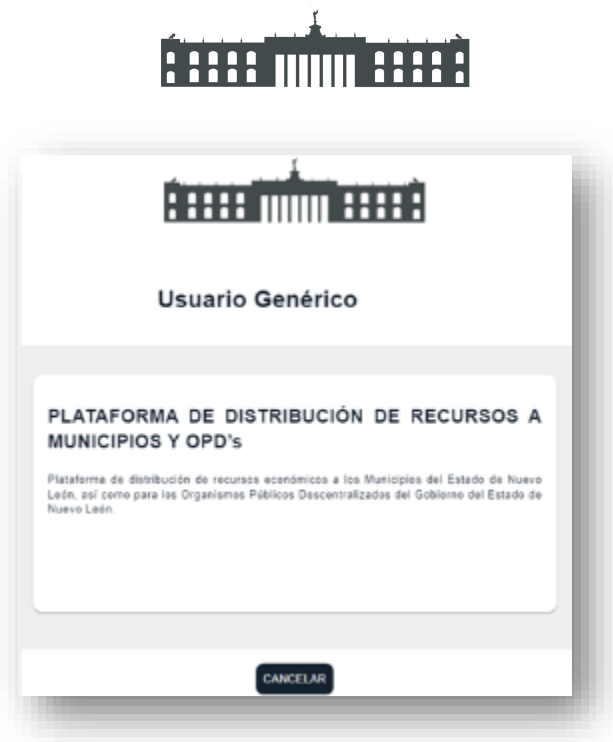 Usuario Genérico
PLATAFORMA DE DISTRIBUCIÓN DE RECURSOS A
MUNICIPIOS Y OPD's
Plataforma de distribución de recursos económicos a los Municipios del Estado de Nuevo
León, así como para los Organismos Públicos Descentralizados del Gobierno del Estado de
Nuevo León.
CANCELAR